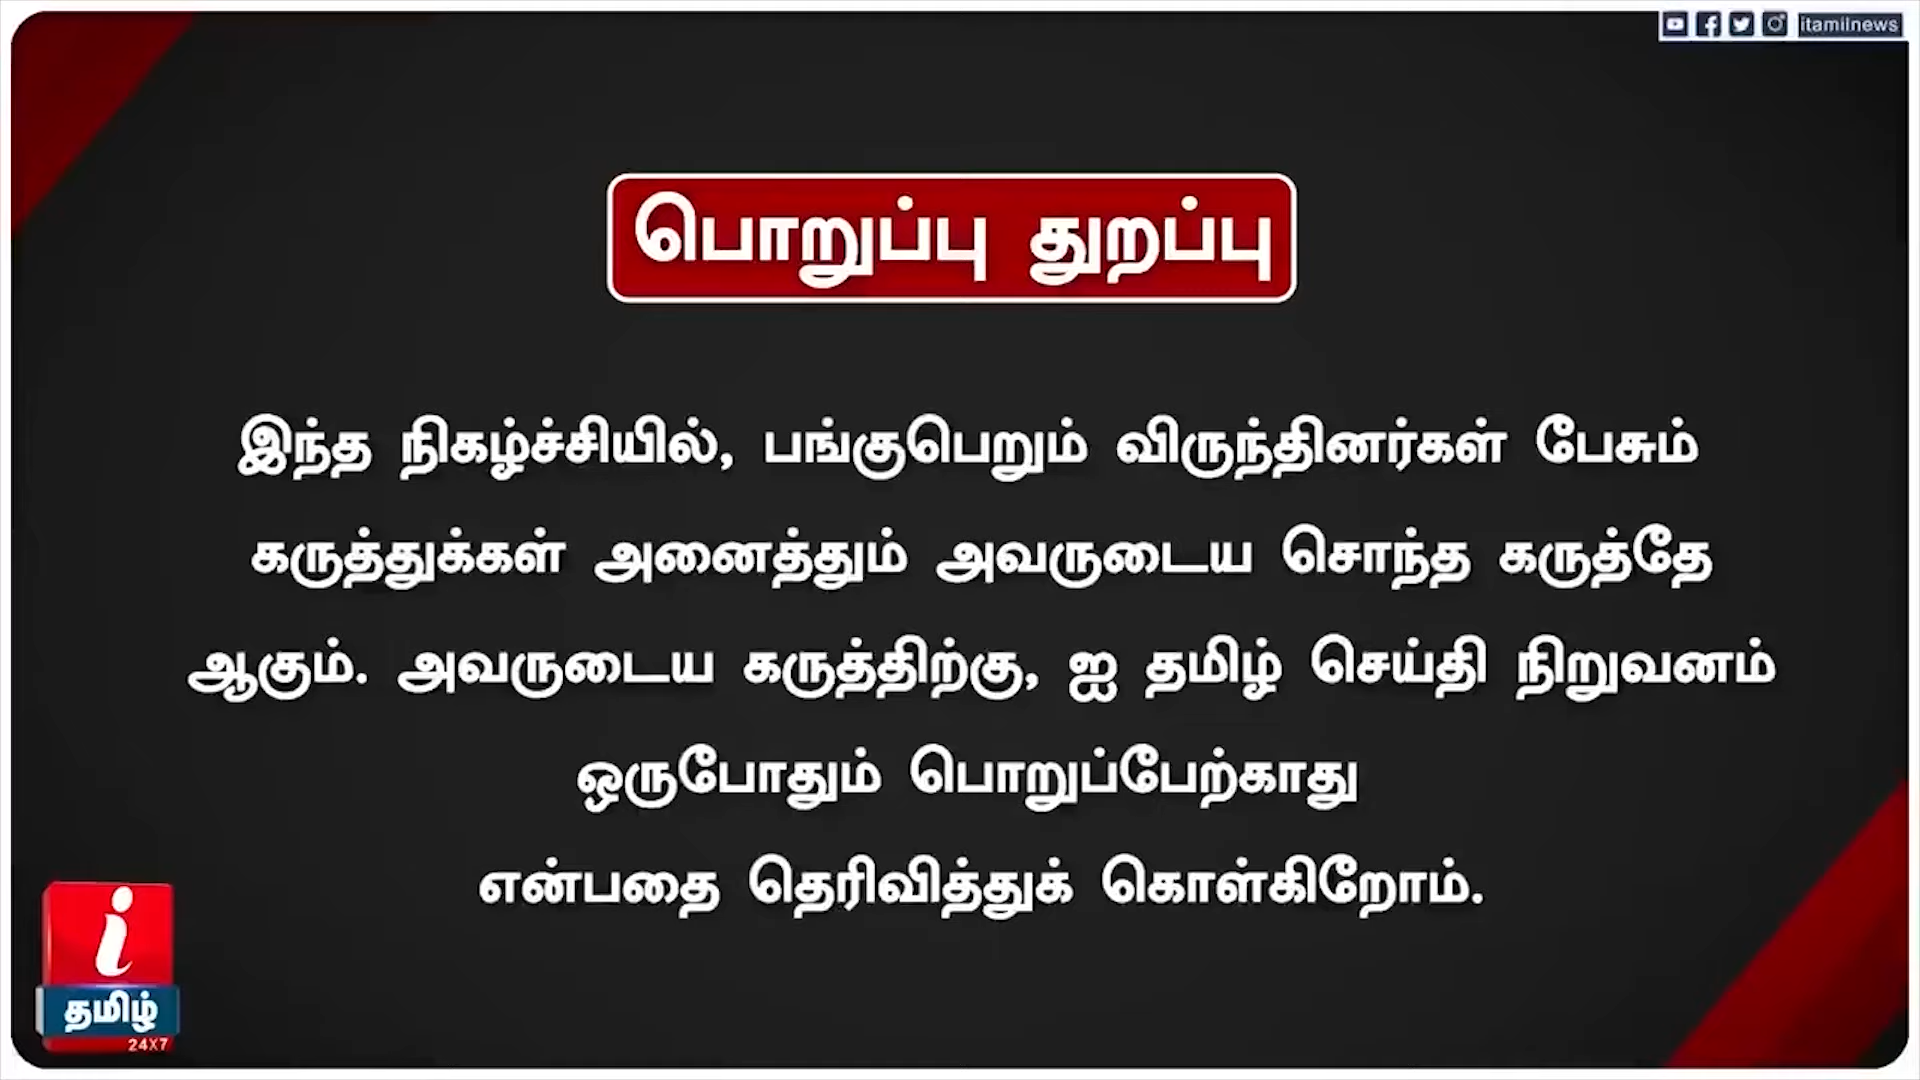 itamilnews
பொறுப்பு துறப்பு
இந்த நிகழ்ச்சியில், பங்குபெறும் விருந்தினர்கள் பேசும்
கருத்துக்கள் அனைத்தும் அவருடைய சொந்த கருத்தே
ஆகும். அவருடைய கருத்திற்கு, ஐ தமிழ் செய்தி நிறுவனம்
ஒருபோதும் பொறுப்பேற்காது
என்பதை தெரிவித்துக் கொள்கிறோம்.
i
தமிழ்
24X7